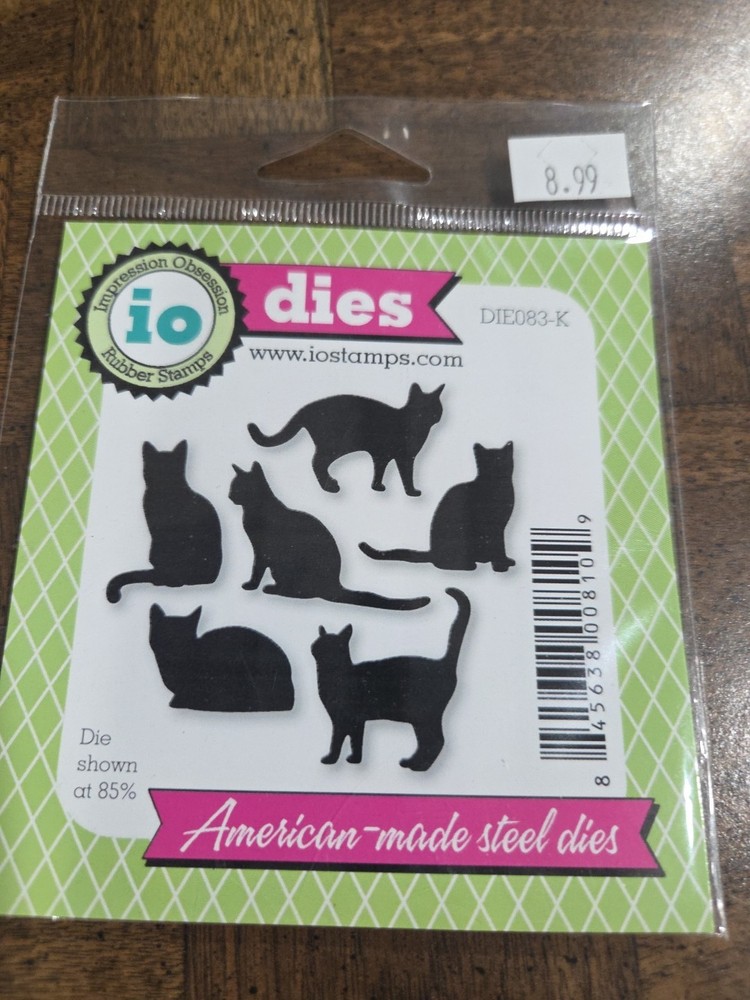 8.99
Impression Obsession
io
Rubber Stamps
dies
DIE083-K
www.iostamps.com
8 45638 00810 9
Die
shown
at 85%
American-made steel dies